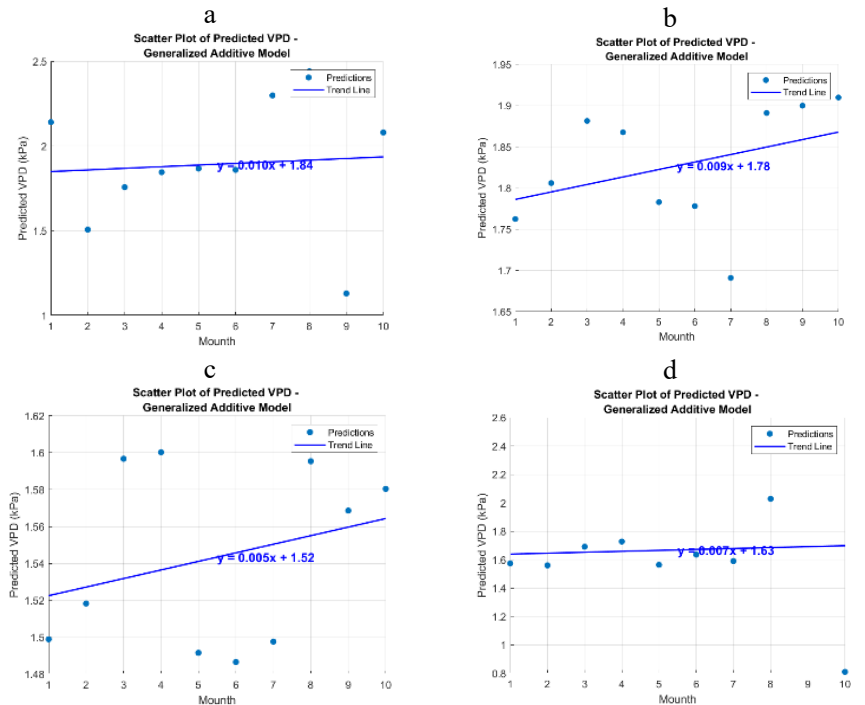 a
Scatter Plot of Predicted VPD -
Generalized Additive Model
Predictions
Trend Line
y = 0.010x + 1.84
Predicted VPD (kPa)
2.5
2
1.5
1
1 2 3 4 5 6 7 8 9 10
Mounth
b
Scatter Plot of Predicted VPD -
Generalized Additive Model
Predictions
Trend Line
y = 0.009x + 1.78
Predicted VPD (kPa)
1.95
1.9
1.85
1.8
1.75
1.7
1.65
1 2 3 4 5 6 7 8 9 10
Mounth
c
Scatter Plot of Predicted VPD -
Generalized Additive Model
Predictions
Trend Line
y = 0.005x + 1.52
Predicted VPD (kPa)
1.62
1.6
1.58
1.56
1.54
1.52
1.5
1.48
1 2 3 4 5 6 7 8 9 10
Mounth
d
Scatter Plot of Predicted VPD -
Generalized Additive Model
Predictions
Trend Line
y = 0.007x + 1.63
Predicted VPD (kPa)
2.6
2.4
2.2
2
1.8
1.6
1.4
1.2
1
0.8
1 2 3 4 5 6 7 8 9 10
Mounth